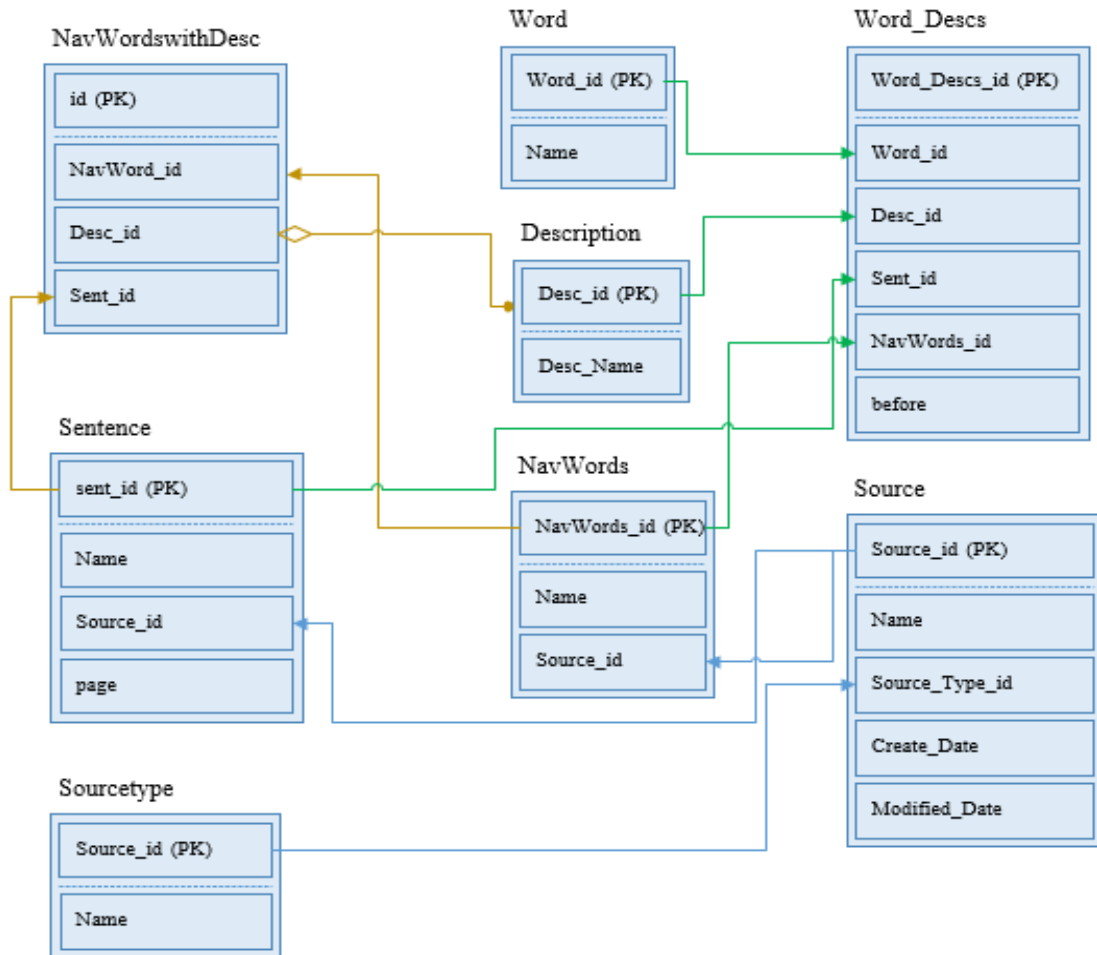 NavWordswithDesc
id (PK)
NavWord_id
Desc_id
Sent_id
Word
Word_id (PK)
Name
Word_Descs
Word_Descs_id (PK)
Word_id
Desc_id
Sent_id
NavWords_id
before
Description
Desc_id (PK)
Desc_Name
Sentence
sent_id (PK)
Name
Source_id
page
NavWords
NavWords_id (PK)
Name
Source_id
Source
Source_id (PK)
Name
Source_Type_id
Create_Date
Modified_Date
Sourcetype
Source_id (PK)
Name